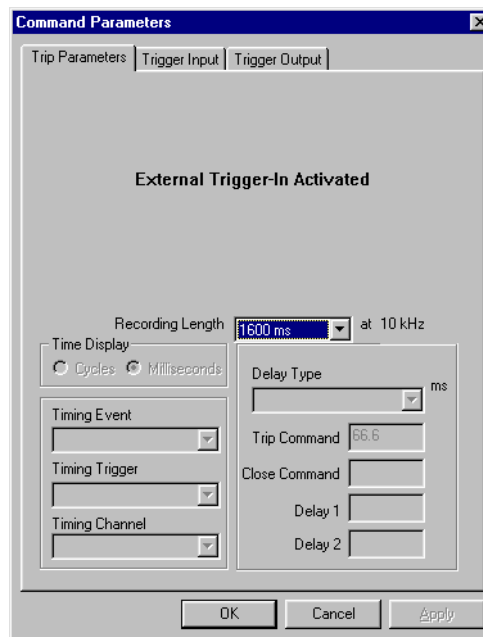 Command Parameters
Trip Parameters Trigger Input Trigger Output
External Trigger-In Activated
Recording Length 1600 ms at 10 kHz
Time Display
Cycles Milliseconds
Delay Type
ms
Timing Event
Trip Command 66.6
Timing Trigger
Close Command
Delay 1
Timing Channel
Delay 2
OK Cancel Apply